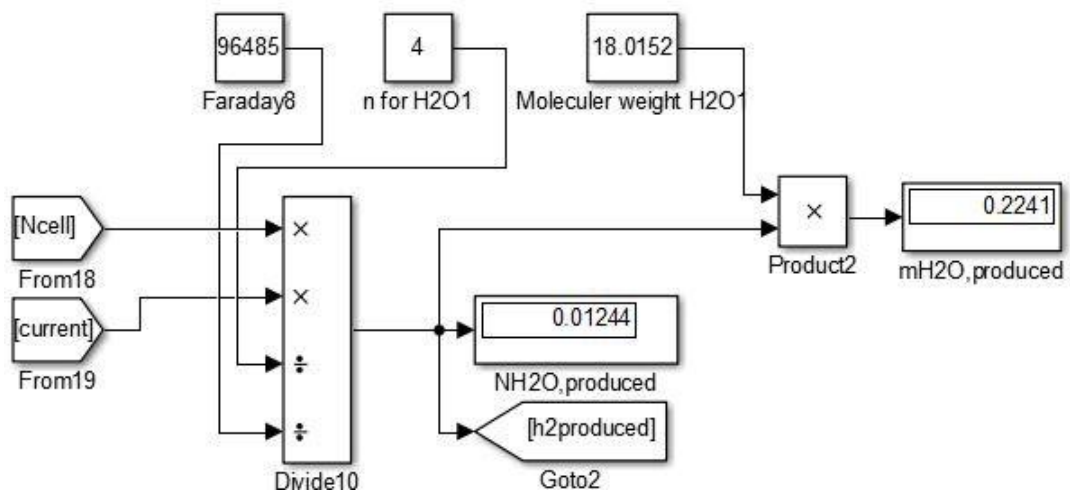 96485
Faraday8
4
n for H2O1
18.0152
Moleculer weight H2O1
[Ncell]
From18
[current]
From19
×
×
÷
÷
Divide10
×
Product2
0.2241
mH2O,produced
0.01244
NH2O,produced
[h2produced]
Goto2